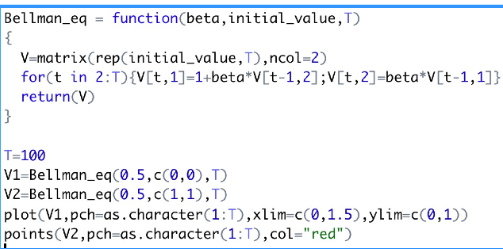 Bellman_eq = function(beta,initial_value,T)
{
  V=matrix(rep(initial_value,T),ncol=2)
  for(t in 2:T){V[t,1]=1+beta*V[t-1,2];V[t,2]=beta*V[t-1,1]}
  return(V)
}

T=100
V1=Bellman_eq(0.5,c(0,0),T)
V2=Bellman_eq(0.5,c(1,1),T)
plot(V1,pch=as.character(1:T),xlim=c(0,1.5),ylim=c(0,1))
points(V2,pch=as.character(1:T),col="red")